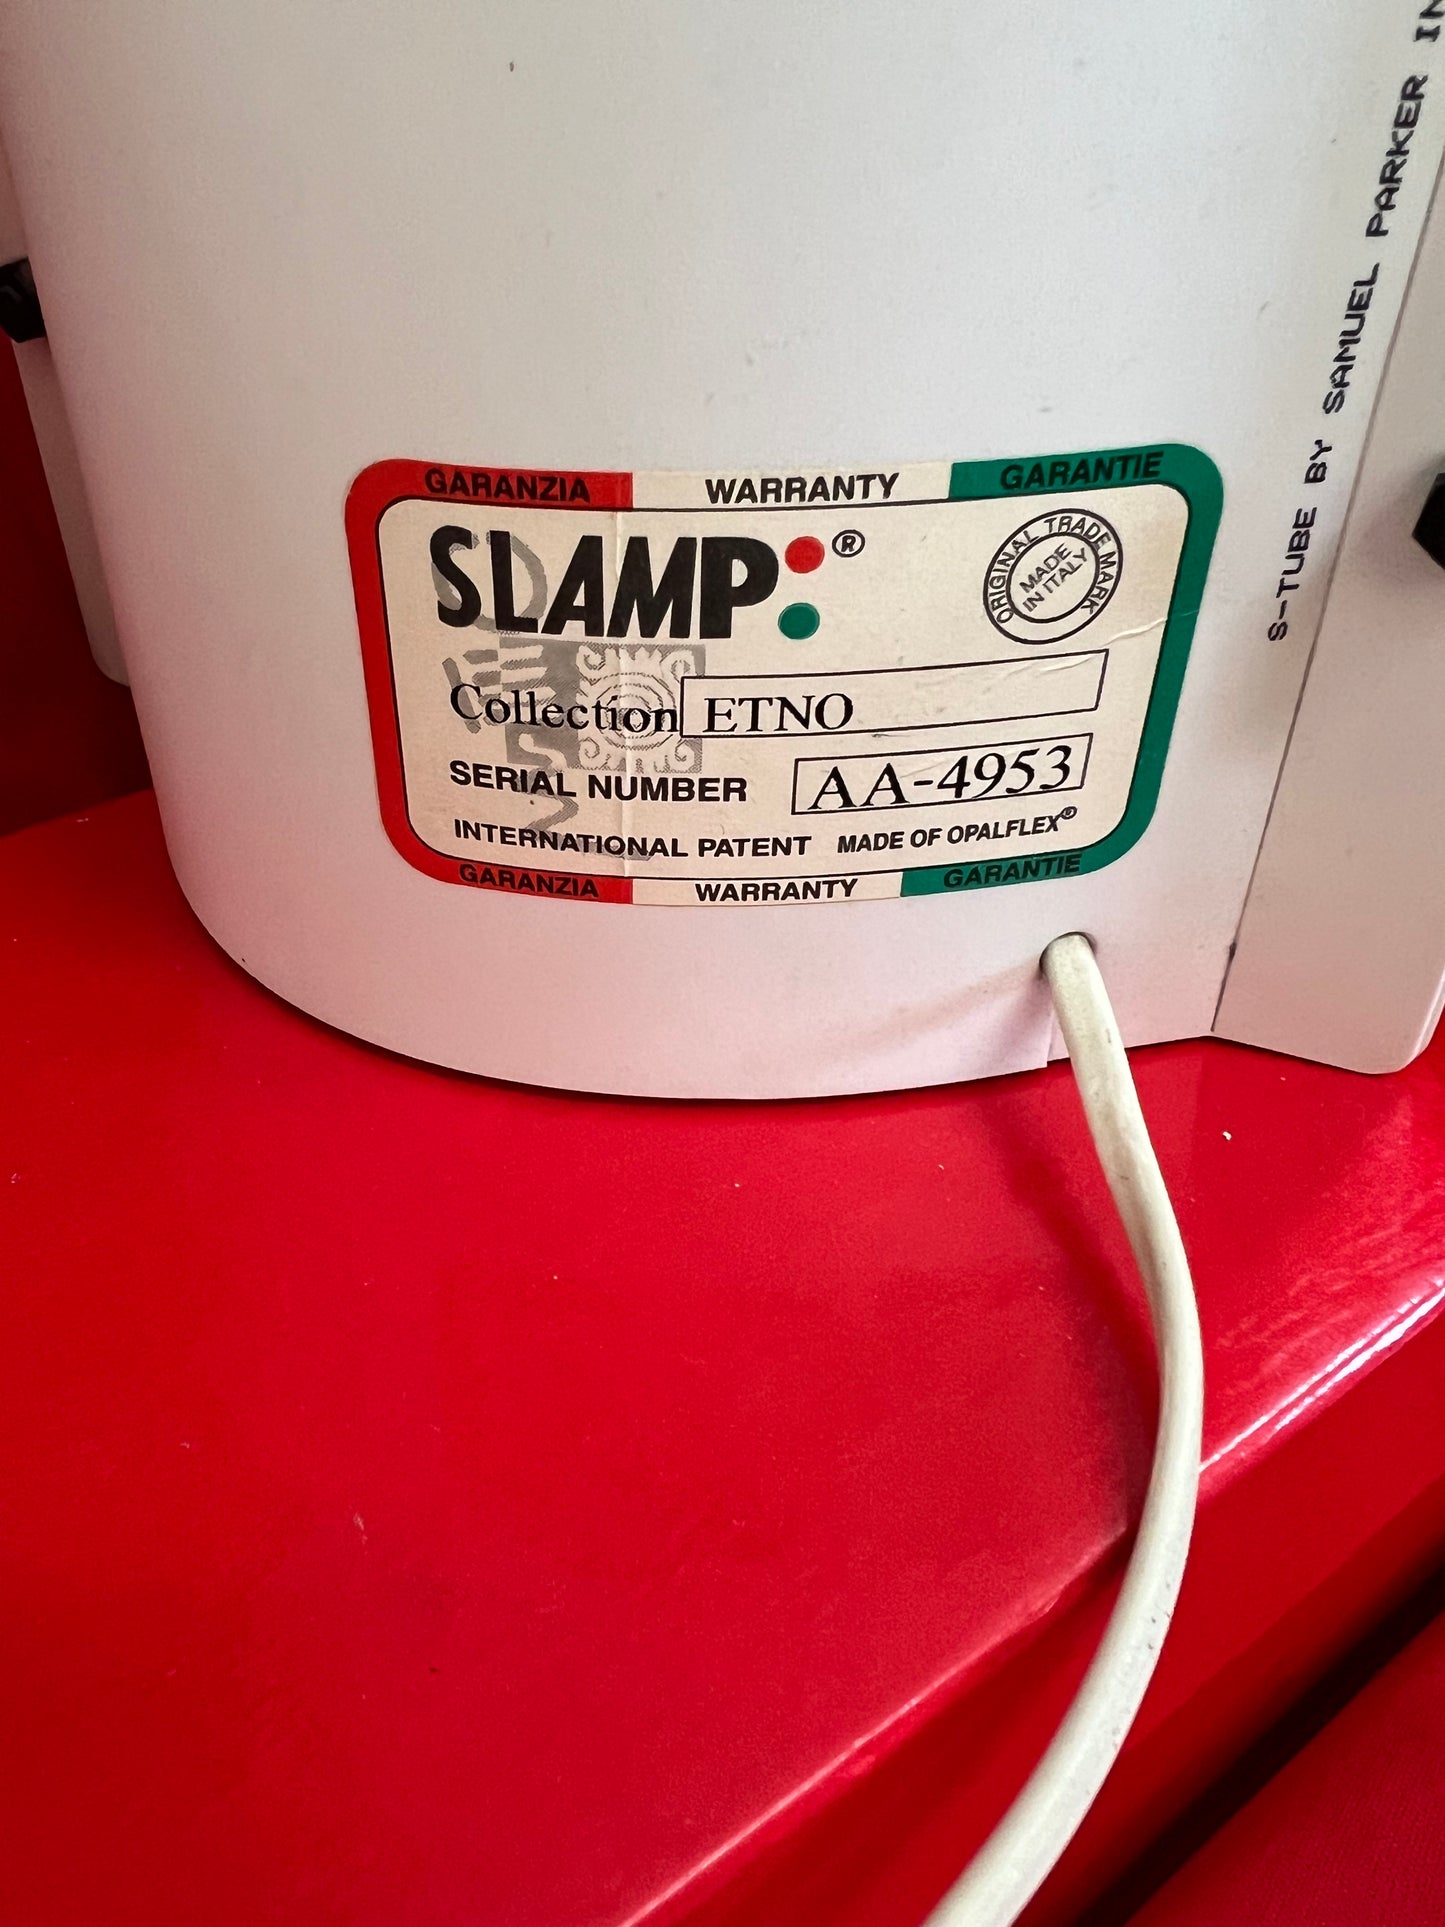 GARANZIA WARRANTY GARANTIE
SLAMP ®
ORIGINAL TRADE MARK
MADE
IN ITALY
Collection ETNO
SERIAL NUMBER AA-4953
INTERNATIONAL PATENT MADE OF OPALFLEX®
GARANZIA WARRANTY GARANTIE
S-TUBE BY SAMUEL PARKER IN